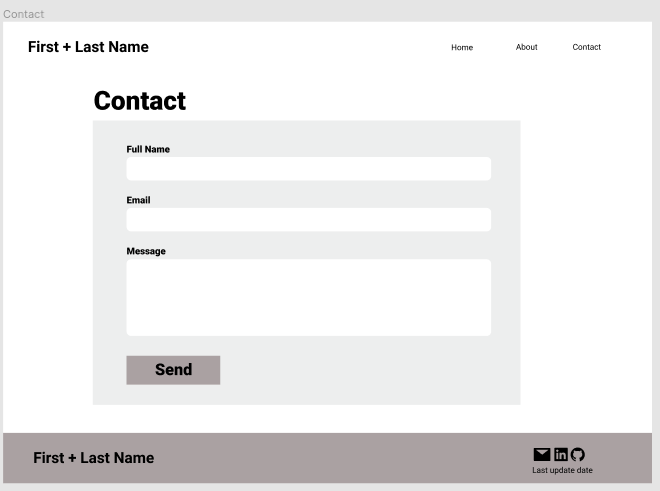 Contact
First + Last Name
Home
About
Contact
Contact
Full Name
Email
Message
Send
First + Last Name
Last update date